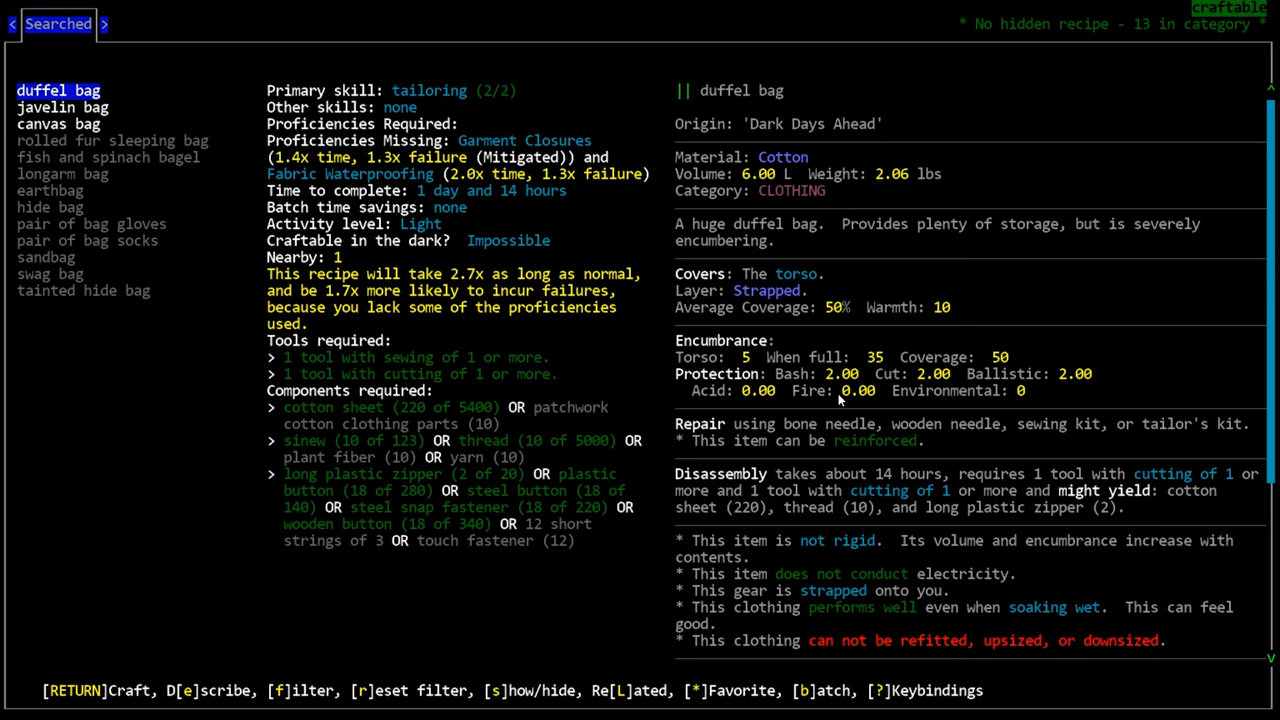 craftable
< Searched >
* No hidden recipe - 13 in category *
duffel bag
javelin bag
canvas bag
rolled fur sleeping bag
fish and spinach bagel
longarm bag
earthbag
hide bag
pair of bag gloves
pair of bag socks
sandbag
swag bag
tainted hide bag
Primary skill: tailoring (2/2)
Other skills: none
Proficiencies Required:
Proficiencies Missing: Garment Closures
(1.4x time, 1.3x failure (Mitigated)) and
Fabric Waterproofing (2.0x time, 1.3x failure)
Time to complete: 1 day and 14 hours
Batch time savings: none
Activity level: Light
Craftable in the dark? Impossible
Nearby: 1
This recipe will take 2.7x as long as normal,
and be 1.7x more likely to incur failures,
because you lack some of the proficiencies
used.
Tools required:
> 1 tool with sewing of 1 or more.
> 1 tool with cutting of 1 or more.
Components required:
> cotton sheet (220 of 5400) OR patchwork
cotton clothing parts (10)
> sinew (10 of 123) OR thread (10 of 5000) OR
plant fiber (10) OR yarn (10)
> long plastic zipper (2 of 20) OR plastic
button (18 of 280) OR steel button (18 of
140) OR steel snap fastener (18 of 220) OR
wooden button (18 of 340) OR 12 short
strings of 3 OR touch fastener (12)
|| duffel bag
Origin: 'Dark Days Ahead'
Material: Cotton
Volume: 6.00 L Weight: 2.06 lbs
Category: CLOTHING
A huge duffel bag. Provides plenty of storage, but is severely
encumbering.
Covers: The torso.
Layer: Strapped.
Average Coverage: 50% Warmth: 10
Encumbrance:
Torso: 5 When full: 35 Coverage: 50
Protection: Bash: 2.00 Cut: 2.00 Ballistic: 2.00
Acid: 0.00 Fire: 0.00 Environmental: 0
Repair using bone needle, wooden needle, sewing kit, or tailor's kit.
* This item can be reinforced.
Disassembly takes about 14 hours, requires 1 tool with cutting of 1 or
more and 1 tool with cutting of 1 or more and might yield: cotton
sheet (220), thread (10), and long plastic zipper (2).
* This item is not rigid. Its volume and encumbrance increase with
contents.
* This item does not conduct electricity.
* This gear is strapped onto you.
* This clothing performs well even when soaking wet. This can feel
good.
* This clothing can not be refitted, upsized, or downsized.
[RETURN]Craft, D[e]scribe, [f]ilter, [r]eset filter, [s]how/hide, Re[L]ated, [*]Favorite, [b]atch, [?]Keybindings